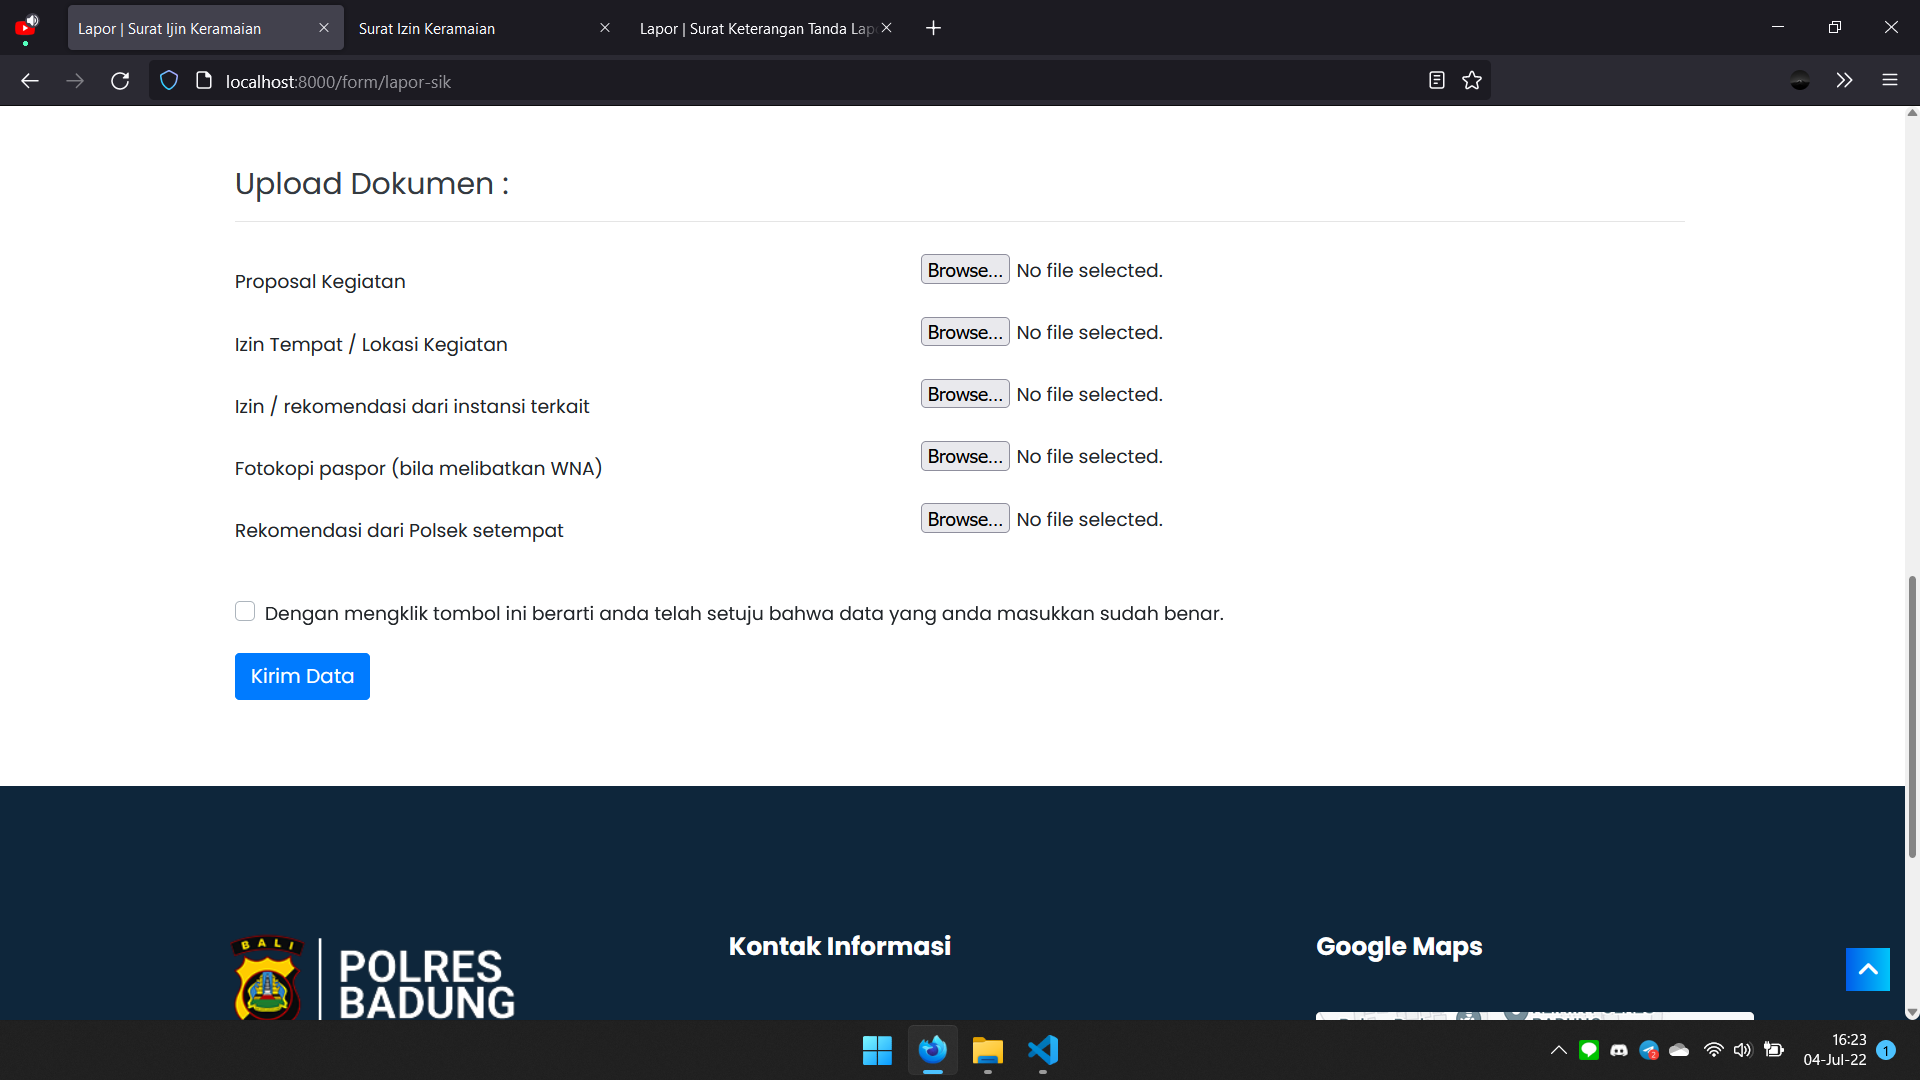 Lapor | Surat Ijin Keramaian
Surat Izin Keramaian
Lapor | Surat Keterangan Tanda Lap
localhost:8000/form/lapor-sik
Upload Dokumen :
Proposal Kegiatan
Browse... No file selected.
Izin Tempat / Lokasi Kegiatan
Browse... No file selected.
Izin / rekomendasi dari instansi terkait
Browse... No file selected.
Fotokopi paspor (bila melibatkan WNA)
Browse... No file selected.
Rekomendasi dari Polsek setempat
Browse... No file selected.
Dengan mengklik tombol ini berarti anda telah setuju bahwa data yang anda masukkan sudah benar.
Kirim Data
BALI
POLRES
BADUNG
Kontak Informasi
Google Maps
16:23
04-Jul-22
1
2